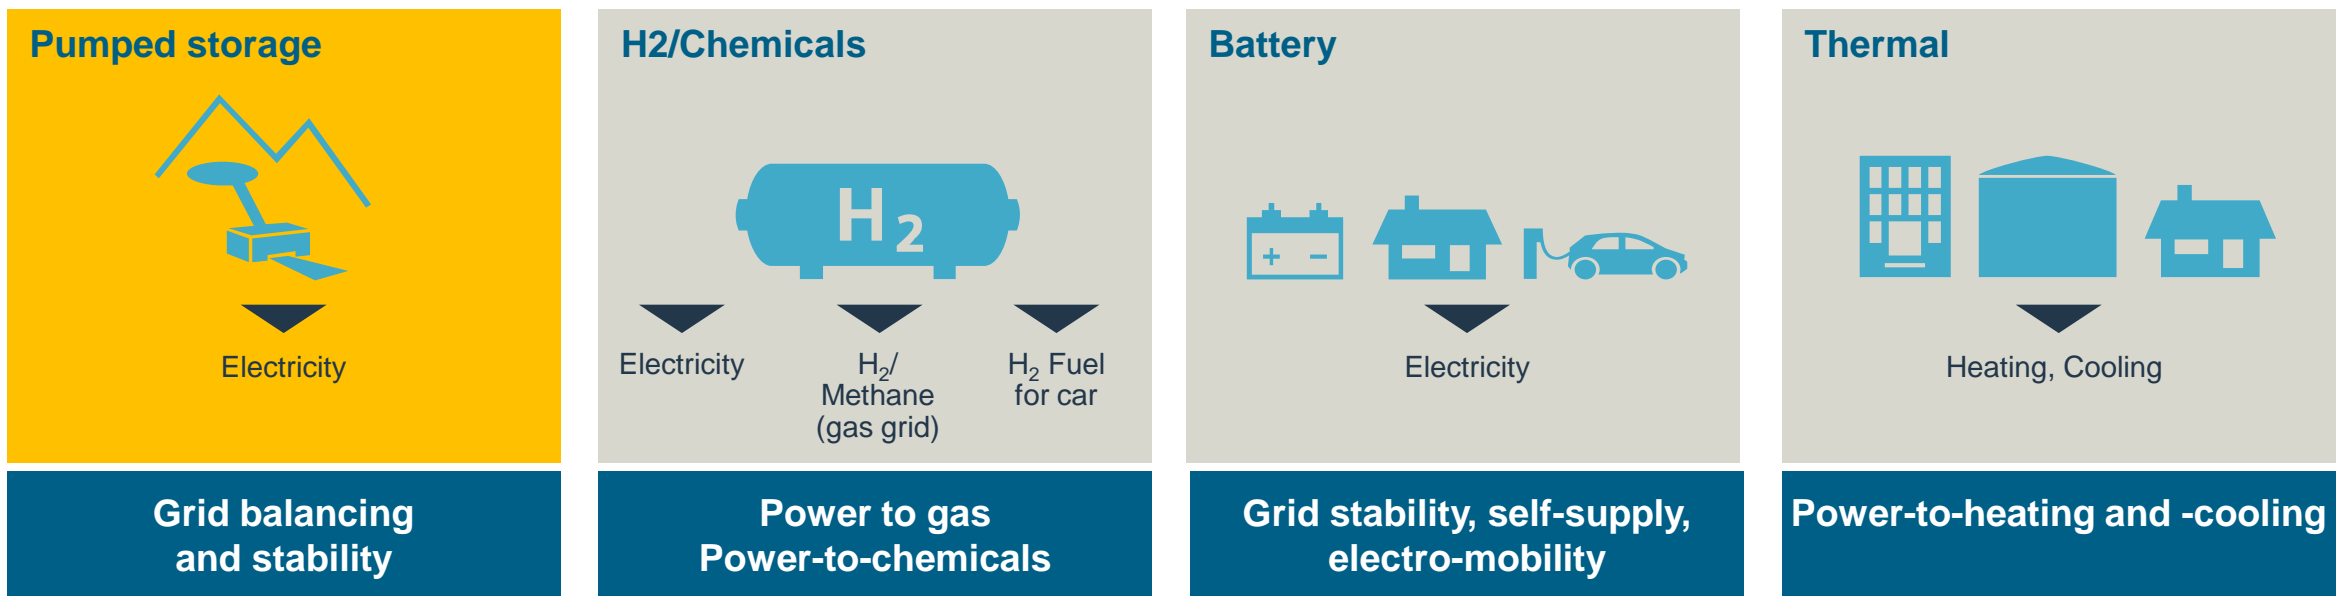 Pumped storage
Electricity
Grid balancing
and stability
H2/Chemicals
H₂
Electricity
H₂/
Methane
(gas grid)
H₂ Fuel
for car
Power to gas
Power-to-chemicals
Battery
+ −
Electricity
Grid stability, self-supply,
electro-mobility
Thermal
Heating, Cooling
Power-to-heating and -cooling